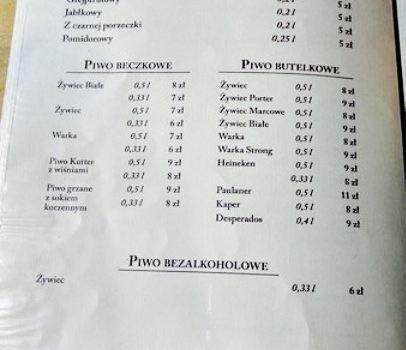 0,2 l 5 zł
Jabłkowy 0,2 l 5 zł
Z czarnej porzeczki 0,2 l 5 zł
Pomidorowy 0,25 l 5 zł
PIWO BECZKOWE
Żywiec Białe 0,5 l 8 zł
0,33 l 7 zł
Żywiec 0,5 l 7 zł
0,33 l 6 zł
Warka 0,5 l 7 zł
0,33 l 6 zł
Piwo Kutter 0,5 l 9 zł
z wiśniami 0,33 l 8 zł
Piwo grzane 0,5 l 9 zł
z sokiem 0,33 l 8 zł
korzennym
PIWO BUTELKOWE
Żywiec 0,5 l 8 zł
Żywiec Porter 0,5 l 9 zł
Żywiec Marcowe 0,5 l 8 zł
Żywiec Białe 0,5 l 9 zł
Warka 0,5 l 8 zł
Warka Strong 0,5 l 9 zł
Heineken 0,5 l 9 zł
0,33 l 8 zł
Paulaner 0,5 l 11 zł
Kaper 0,5 l 8 zł
Desperados 0,4 l 9 zł
PIWO BEZALKOHOLOWE
Żywiec 0,33 l 6 zł